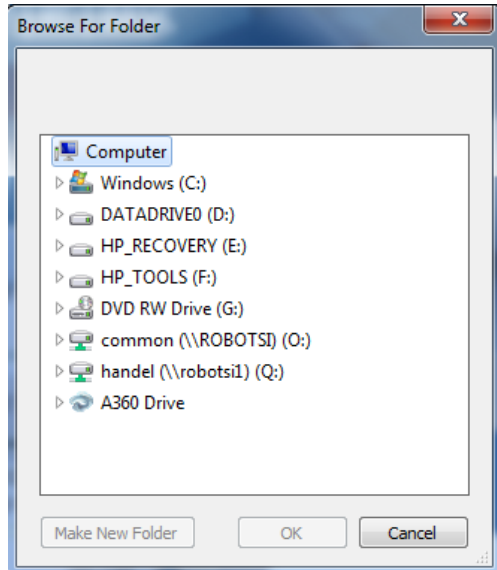 Browse For Folder
Computer
Windows (C:)
DATADRIVE0 (D:)
HP_RECOVERY (E:)
HP_TOOLS (F:)
DVD RW Drive (G:)
common (\\ROBOTSI) (O:)
handel (\\robotsi1) (Q:)
A360 Drive
Make New Folder OK Cancel